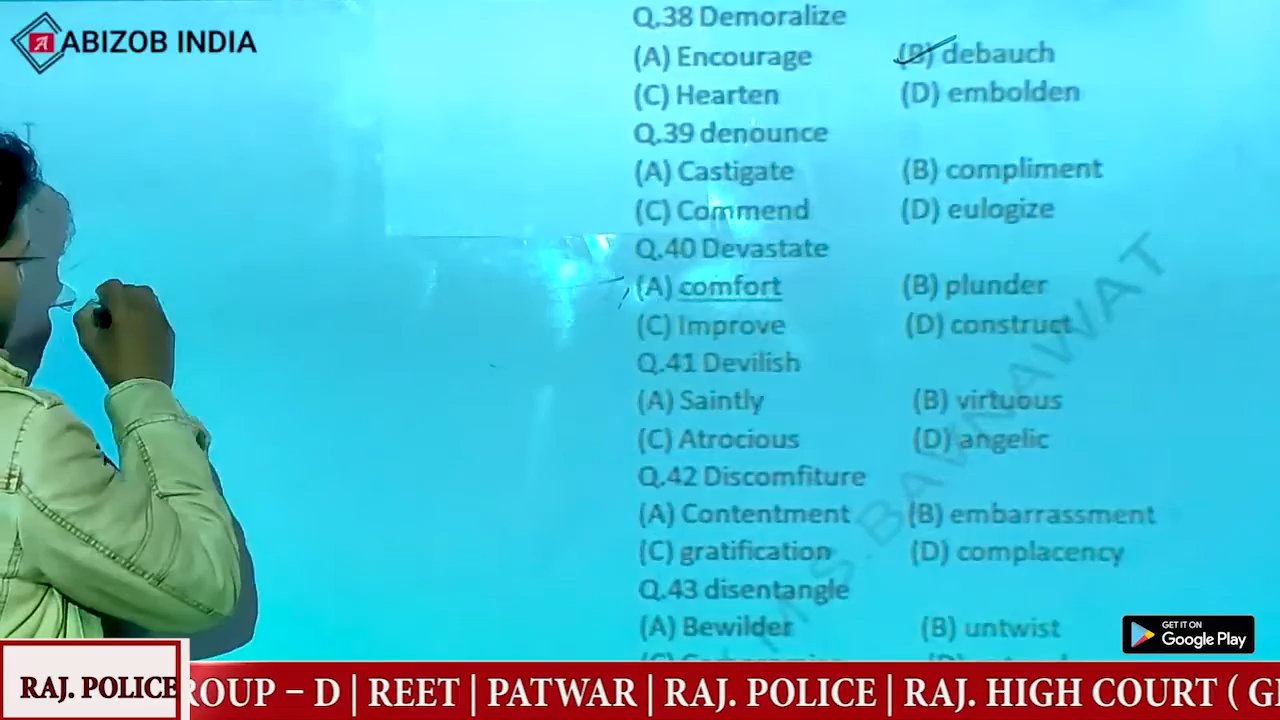 ABIZOB INDIA
Q.38 Demoralize
(A) Encourage (B) debauch
(C) Hearten (D) embolden
Q.39 denounce
(A) Castigate (B) compliment
(C) Commend (D) eulogize
Q.40 Devastate
(A) comfort (B) plunder
(C) Improve (D) construct
Q.41 Devilish
(A) Saintly (B) virtuous
(C) Atrocious (D) angelic
Q.42 Discomfiture
(A) Contentment (B) embarrassment
(C) gratification (D) complacency
Q.43 disentangle
(A) Bewilder (B) untwist
GET IT ON
Google Play
RAJ. POLICE ROUP – D | REET | PATWAR | RAJ. POLICE | RAJ. HIGH COURT ( G